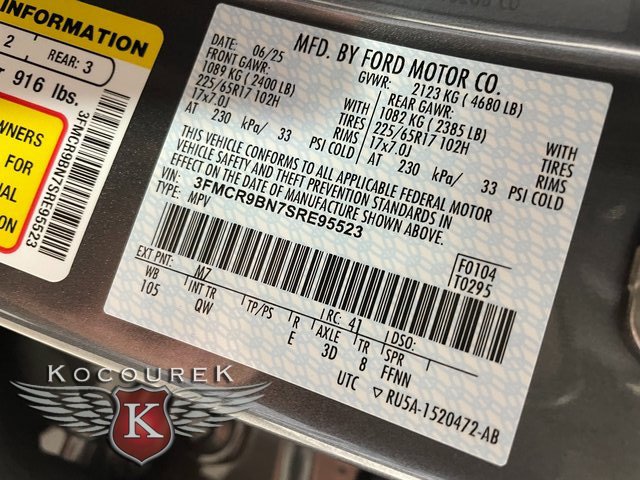 INFORMATION
2 REAR: 3
916 lbs.
OWNERS
FOR
3FMCR9BN7SRE95523
MFD. BY FORD MOTOR CO.
DATE: 06/25 GVWR: 2123 KG ( 4680 LB)
FRONT GAWR: REAR GAWR:
1089 KG ( 2400 LB) 1082 KG ( 2385 LB)
WITH WITH
225/65R17 102H TIRES 225/65R17 102H TIRES
17x7.0J RIMS 17x7.0J RIMS
AT 230 kPa/ 33 PSI COLD AT 230 kPa/ 33 PSI COLD
THIS VEHICLE CONFORMS TO ALL APPLICABLE FEDERAL MOTOR
VEHICLE SAFETY AND THEFT PREVENTION STANDARDS IN
EFFECT ON THE DATE OF MANUFACTURE SHOWN ABOVE.
VIN: 3FMCR9BN7SRE95523
TYPE: MPV
F0104
T0295
EXT PNT: M7 RC: 41 DSO:
WB INT TR TP/PS R AXLE TR SPR
105 QW E 3D 8 FFNN
UTC ▽ RU5A-1520472-AB
KOCOUREK
K